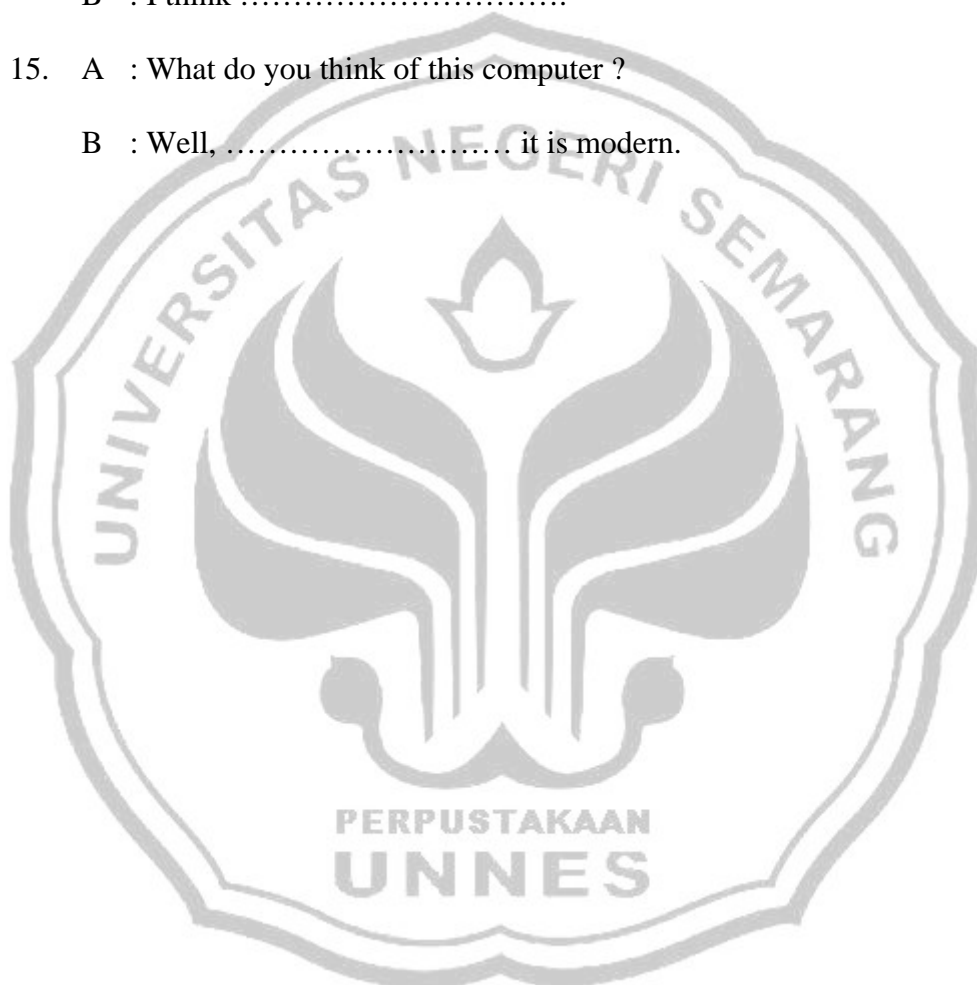 B : I think ………………………….
15. A : What do you think of this computer ?
B : Well, ……………………… it is modern.
UNIVERSITAS NEGERI SEMARANG
PERPUSTAKAAN
UNNES